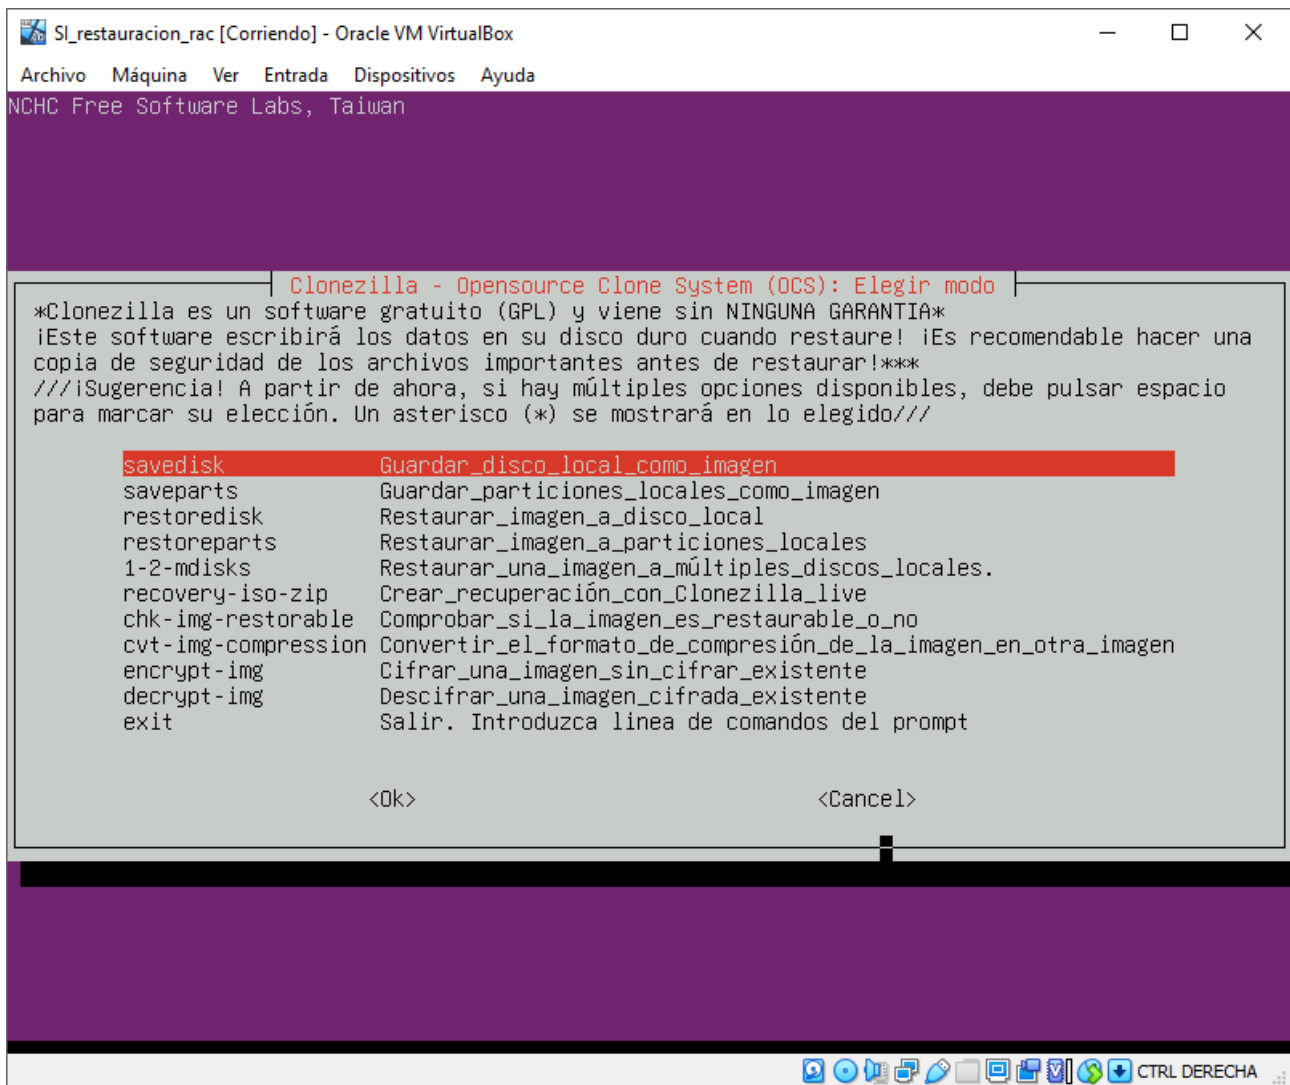 SI_restauracion_rac [Corriendo] - Oracle VM VirtualBox
Archivo Máquina Ver Entrada Dispositivos Ayuda
NCHC Free Software Labs, Taiwan
Clonezilla - Opensource Clone System (OCS): Elegir modo
*Clonezilla es un software gratuito (GPL) y viene sin NINGUNA GARANTIA*
¡Este software escribirá los datos en su disco duro cuando restaure! ¡Es recomendable hacer una
copia de seguridad de los archivos importantes antes de restaurar!***
///¡Sugerencia! A partir de ahora, si hay múltiples opciones disponibles, debe pulsar espacio
para marcar su elección. Un asterisco (*) se mostrará en lo elegido///
savedisk Guardar_disco_local_como_imagen
saveparts Guardar_particiones_locales_como_imagen
restoredisk Restaurar_imagen_a_disco_local
restoreparts Restaurar_imagen_a_particiones_locales
1-2-mdisks Restaurar_una_imagen_a_múltiples_discos_locales.
recovery-iso-zip Crear_recuperación_con_Clonezilla_live
chk-img-restorable Comprobar_si_la_imagen_es_restaurable_o_no
cvt-img-compression Convertir_el_formato_de_compresión_de_la_imagen_en_otra_imagen
encrypt-img Cifrar_una_imagen_sin_cifrar_existente
decrypt-img Descifrar_una_imagen_cifrada_existente
exit Salir. Introduzca linea de comandos del prompt
<Ok> <Cancel>
CTRL DERECHA